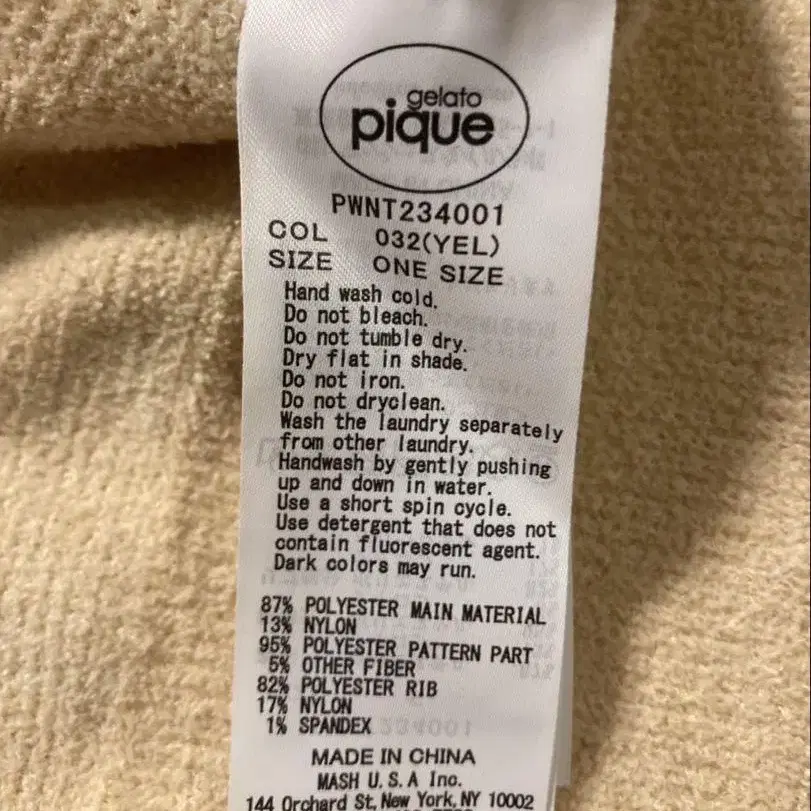 gelato
pique
PWNT234001
COL 032(YEL)
SIZE ONE SIZE
Hand wash cold.
Do not bleach.
Do not tumble dry.
Dry flat in shade.
Do not iron.
Do not dryclean.
Wash the laundry separately
from other laundry.
Handwash by gently pushing
up and down in water.
Use a short spin cycle.
Use detergent that does not
contain fluorescent agent.
Dark colors may run.
87% POLYESTER MAIN MATERIAL
13% NYLON
95% POLYESTER PATTERN PART
5% OTHER FIBER
82% POLYESTER RIB
17% NYLON
1% SPANDEX
MADE IN CHINA
MASH U.S.A Inc.
144 Orchard St, New York, NY 10002